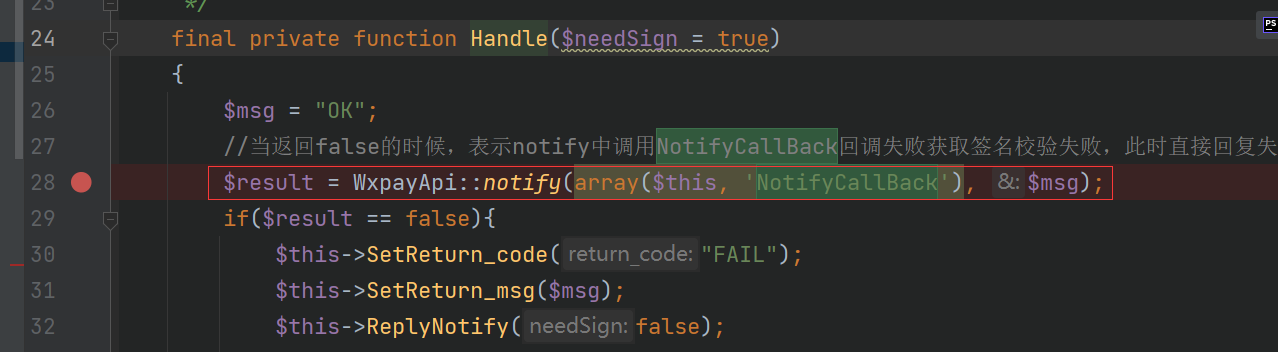 23 */
24 final private function Handle($needSign = true)
25 {
26 $msg = "OK";
27 //当返回false的时候，表示notify中调用NotifyCallBack回调失败获取签名校验失败，此时直接回复失
28 $result = WxpayApi::notify(array($this, 'NotifyCallBack'), &: $msg);
29 if($result == false){
30 $this->SetReturn_code( return_code: "FAIL");
31 $this->SetReturn_msg($msg);
32 $this->ReplyNotify( needSign: false);
PS